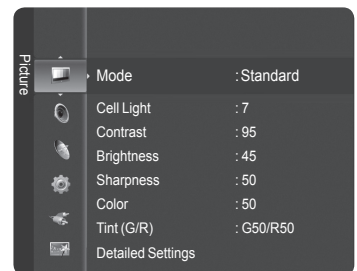 Picture
Mode : Standard
Cell Light : 7
Contrast : 95
Brightness : 45
Sharpness : 50
Color : 50
Tint (G/R) : G50/R50
Detailed Settings